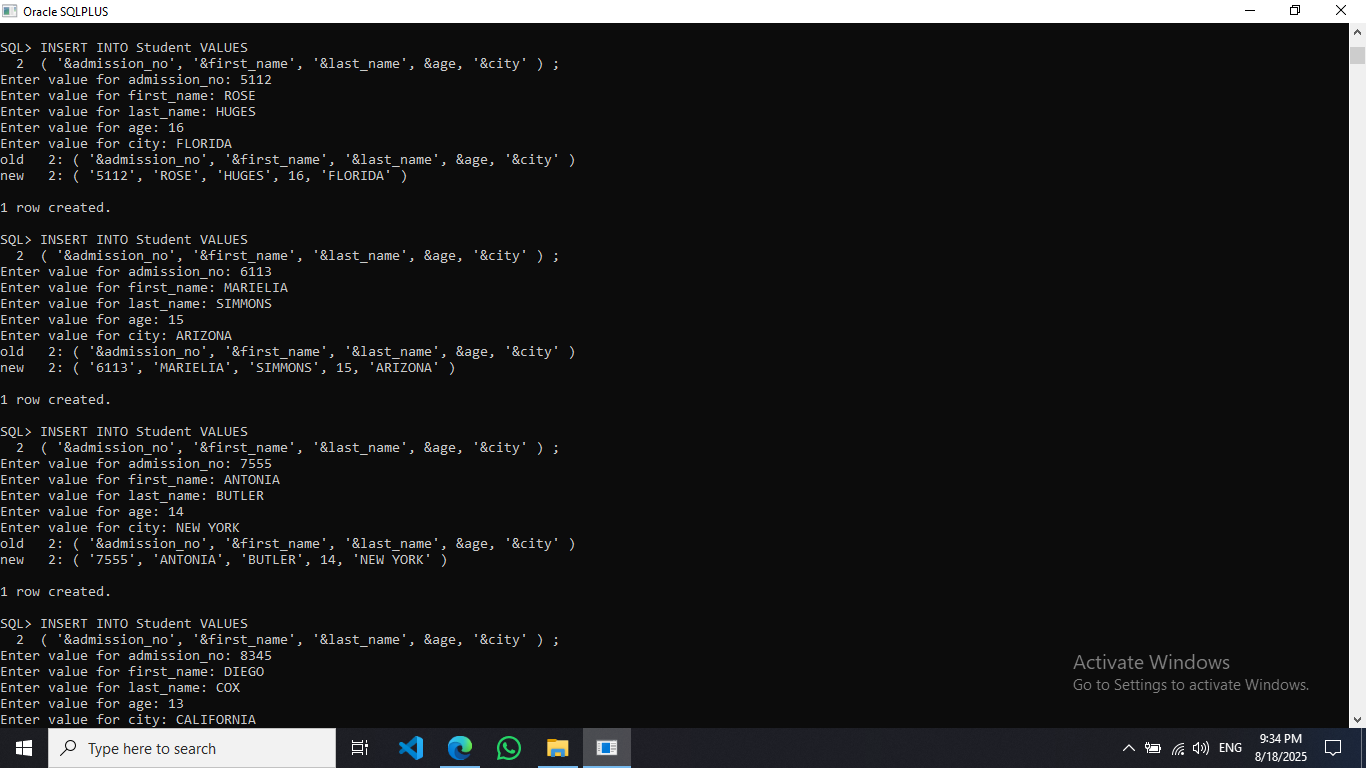 Oracle SQLPLUS
SQL> INSERT INTO Student VALUES
  2  ( '&admission_no', '&first_name', '&last_name', &age, '&city' ) ;
Enter value for admission_no: 5112
Enter value for first_name: ROSE
Enter value for last_name: HUGES
Enter value for age: 16
Enter value for city: FLORIDA
old   2: ( '&admission_no', '&first_name', '&last_name', &age, '&city' )
new   2: ( '5112', 'ROSE', 'HUGES', 16, 'FLORIDA' )
1 row created.
SQL> INSERT INTO Student VALUES
  2  ( '&admission_no', '&first_name', '&last_name', &age, '&city' ) ;
Enter value for admission_no: 6113
Enter value for first_name: MARIELIA
Enter value for last_name: SIMMONS
Enter value for age: 15
Enter value for city: ARIZONA
old   2: ( '&admission_no', '&first_name', '&last_name', &age, '&city' )
new   2: ( '6113', 'MARIELIA', 'SIMMONS', 15, 'ARIZONA' )
1 row created.
SQL> INSERT INTO Student VALUES
  2  ( '&admission_no', '&first_name', '&last_name', &age, '&city' ) ;
Enter value for admission_no: 7555
Enter value for first_name: ANTONIA
Enter value for last_name: BUTLER
Enter value for age: 14
Enter value for city: NEW YORK
old   2: ( '&admission_no', '&first_name', '&last_name', &age, '&city' )
new   2: ( '7555', 'ANTONIA', 'BUTLER', 14, 'NEW YORK' )
1 row created.
SQL> INSERT INTO Student VALUES
  2  ( '&admission_no', '&first_name', '&last_name', &age, '&city' ) ;
Enter value for admission_no: 8345
Enter value for first_name: DIEGO
Enter value for last_name: COX
Enter value for age: 13
Enter value for city: CALIFORNIA
Activate Windows
Go to Settings to activate Windows.
Type here to search
ENG
9:34 PM
8/18/2025